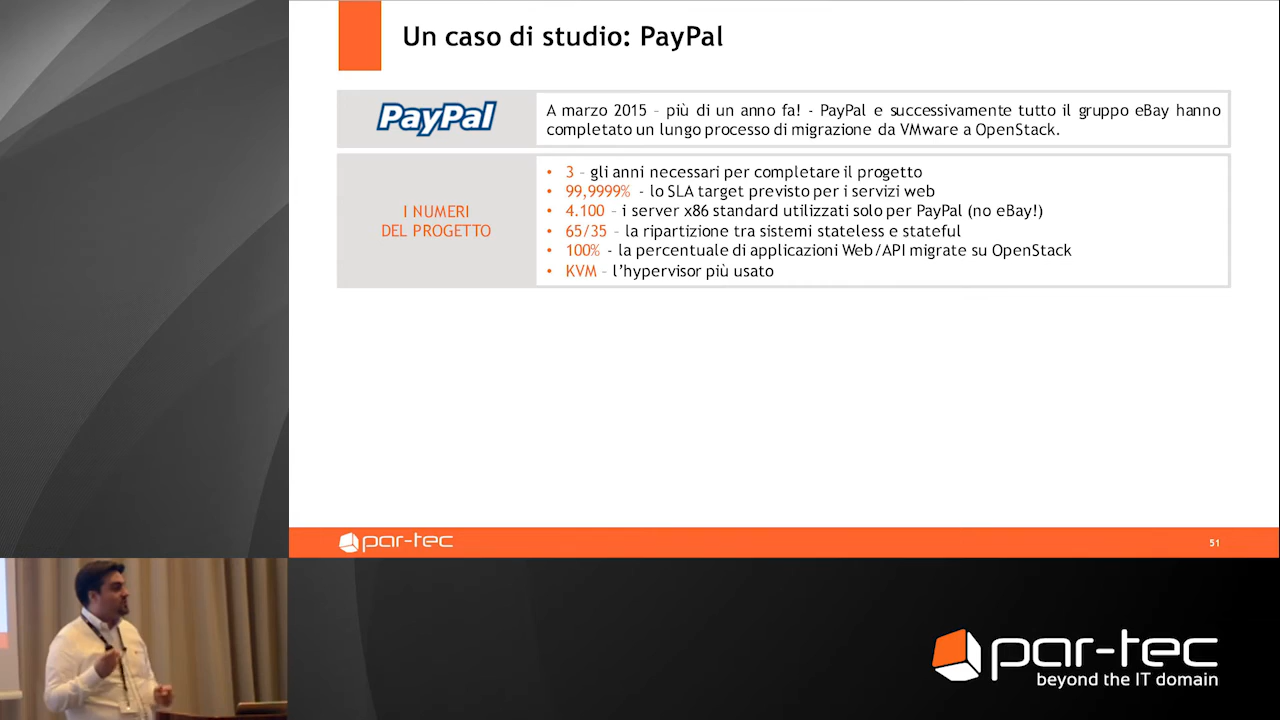 Un caso di studio: PayPal
PayPal
A marzo 2015 – più di un anno fa! - PayPal e successivamente tutto il gruppo eBay hanno
completato un lungo processo di migrazione da VMware a OpenStack.
I NUMERI
DEL PROGETTO
• 3 – gli anni necessari per completare il progetto
• 99,9999% - lo SLA target previsto per i servizi web
• 4.100 – i server x86 standard utilizzati solo per PayPal (no eBay!)
• 65/35 – la ripartizione tra sistemi stateless e stateful
• 100% - la percentuale di applicazioni Web/API migrate su OpenStack
• KVM – l’hypervisor più usato
par-tec
51
par-tec
beyond the IT domain